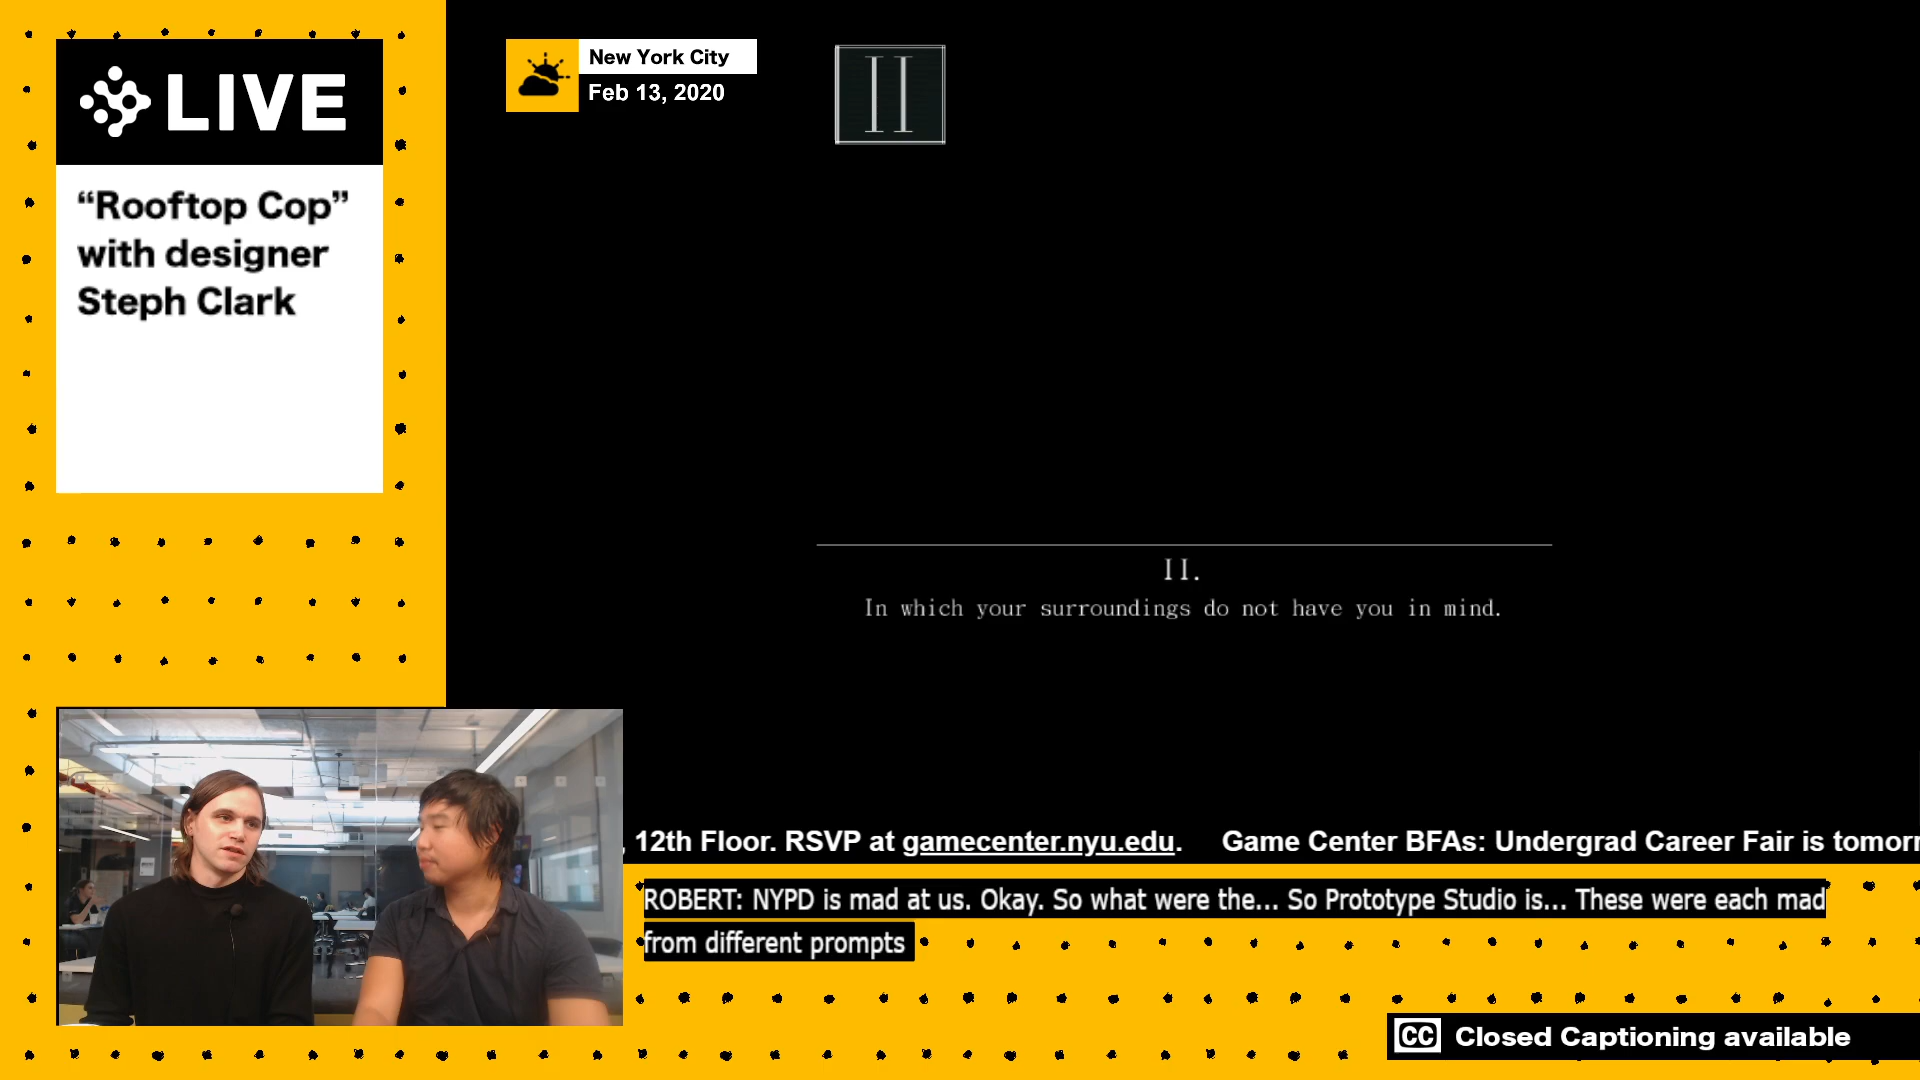 LIVE
“Rooftop Cop”
with designer
Steph Clark
New York City
Feb 13, 2020
II
II.
In which your surroundings do not have you in mind.
, 12th Floor. RSVP at gamecenter.nyu.edu. Game Center BFAs: Undergrad Career Fair is tomorr
ROBERT: NYPD is mad at us. Okay. So what were the... So Prototype Studio is... These were each mad
from different prompts
CC Closed Captioning available